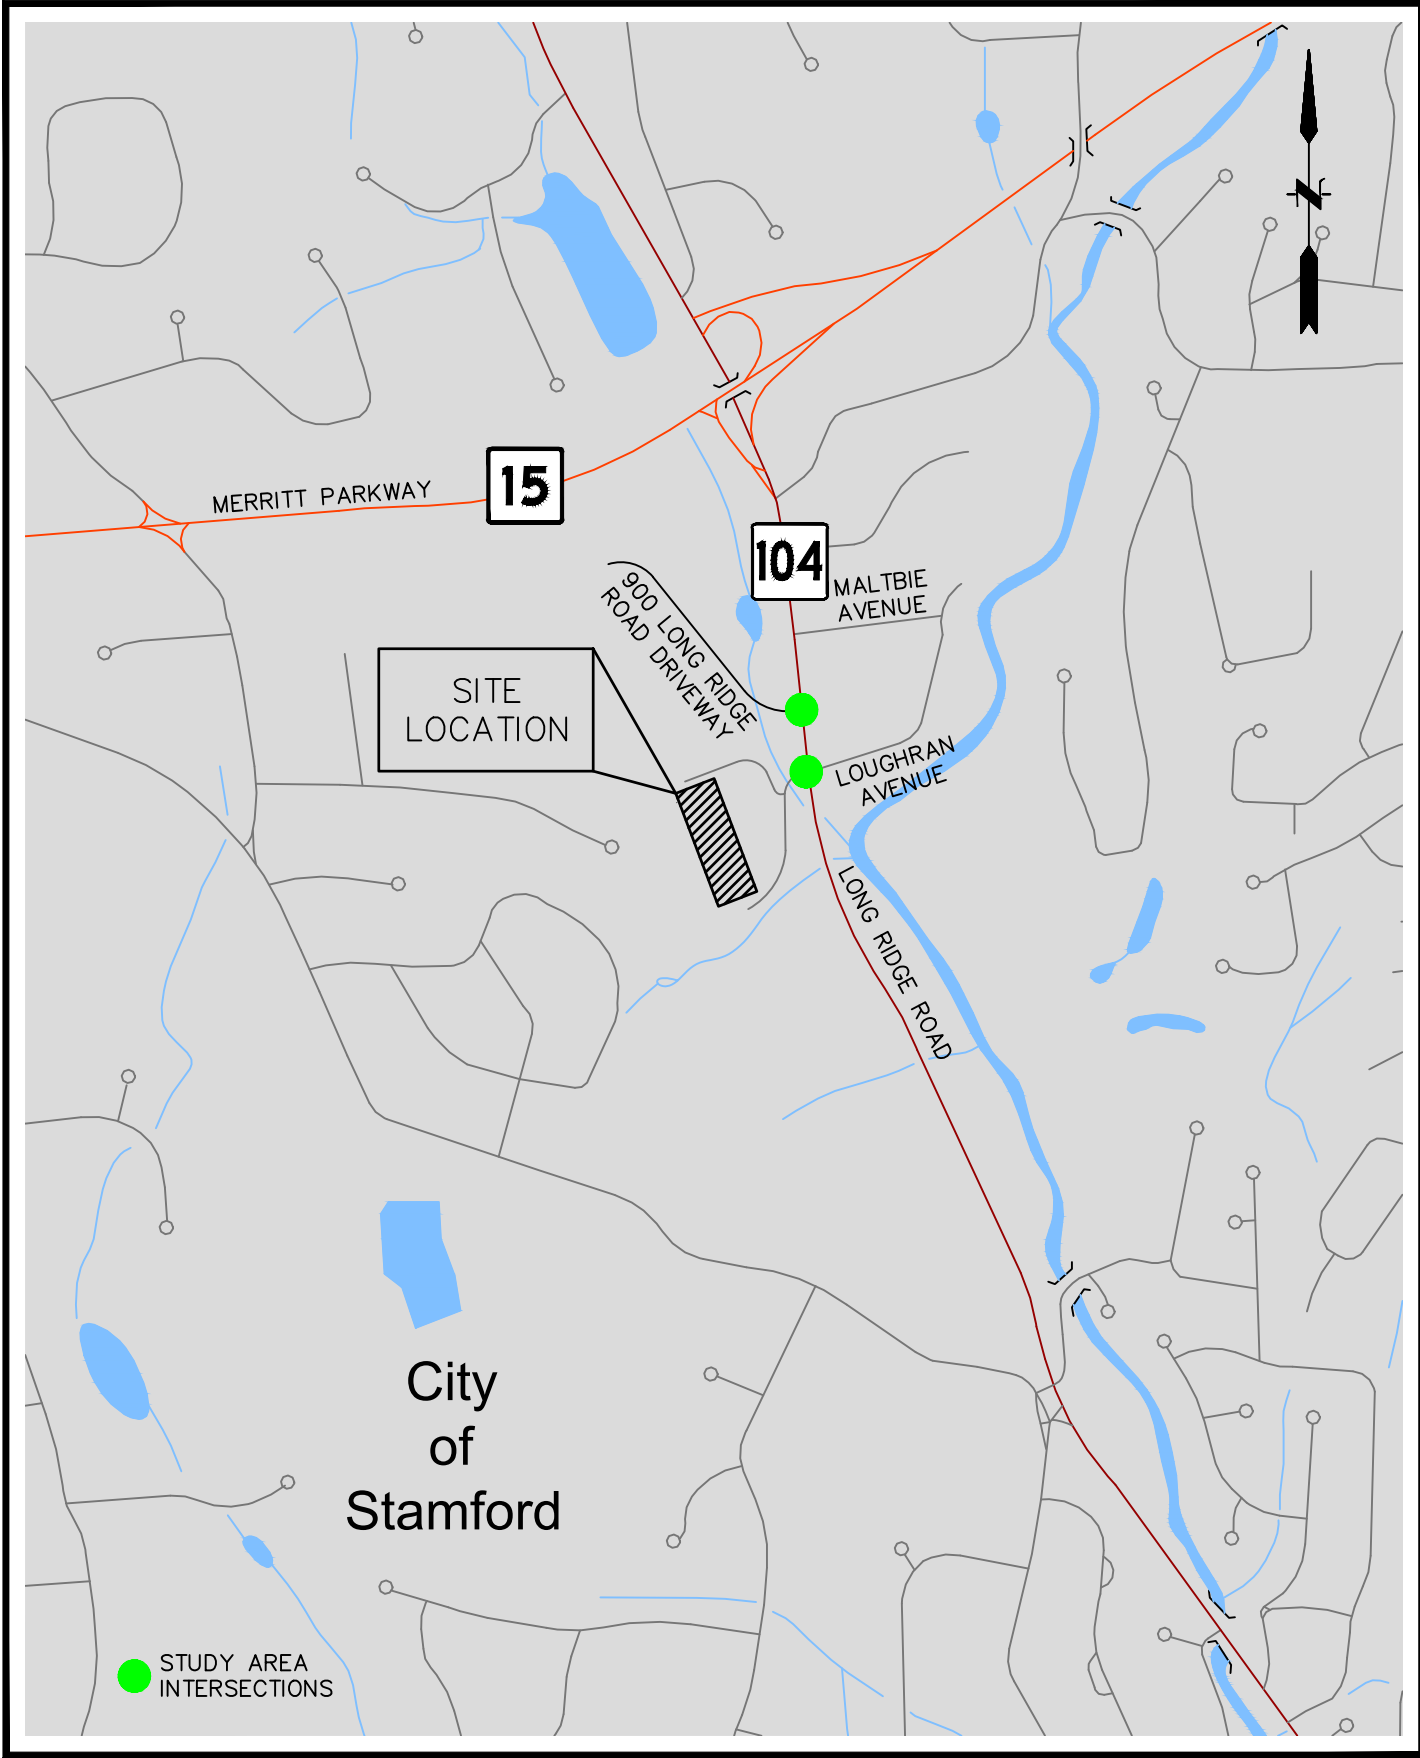 N
15
MERRITT PARKWAY
104
MALTBIE
AVENUE
900 LONG RIDGE
ROAD DRIVEWAY
SITE
LOCATION
LOUGHRAN
AVENUE
LONG RIDGE ROAD
City
of
Stamford
STUDY AREA
INTERSECTIONS